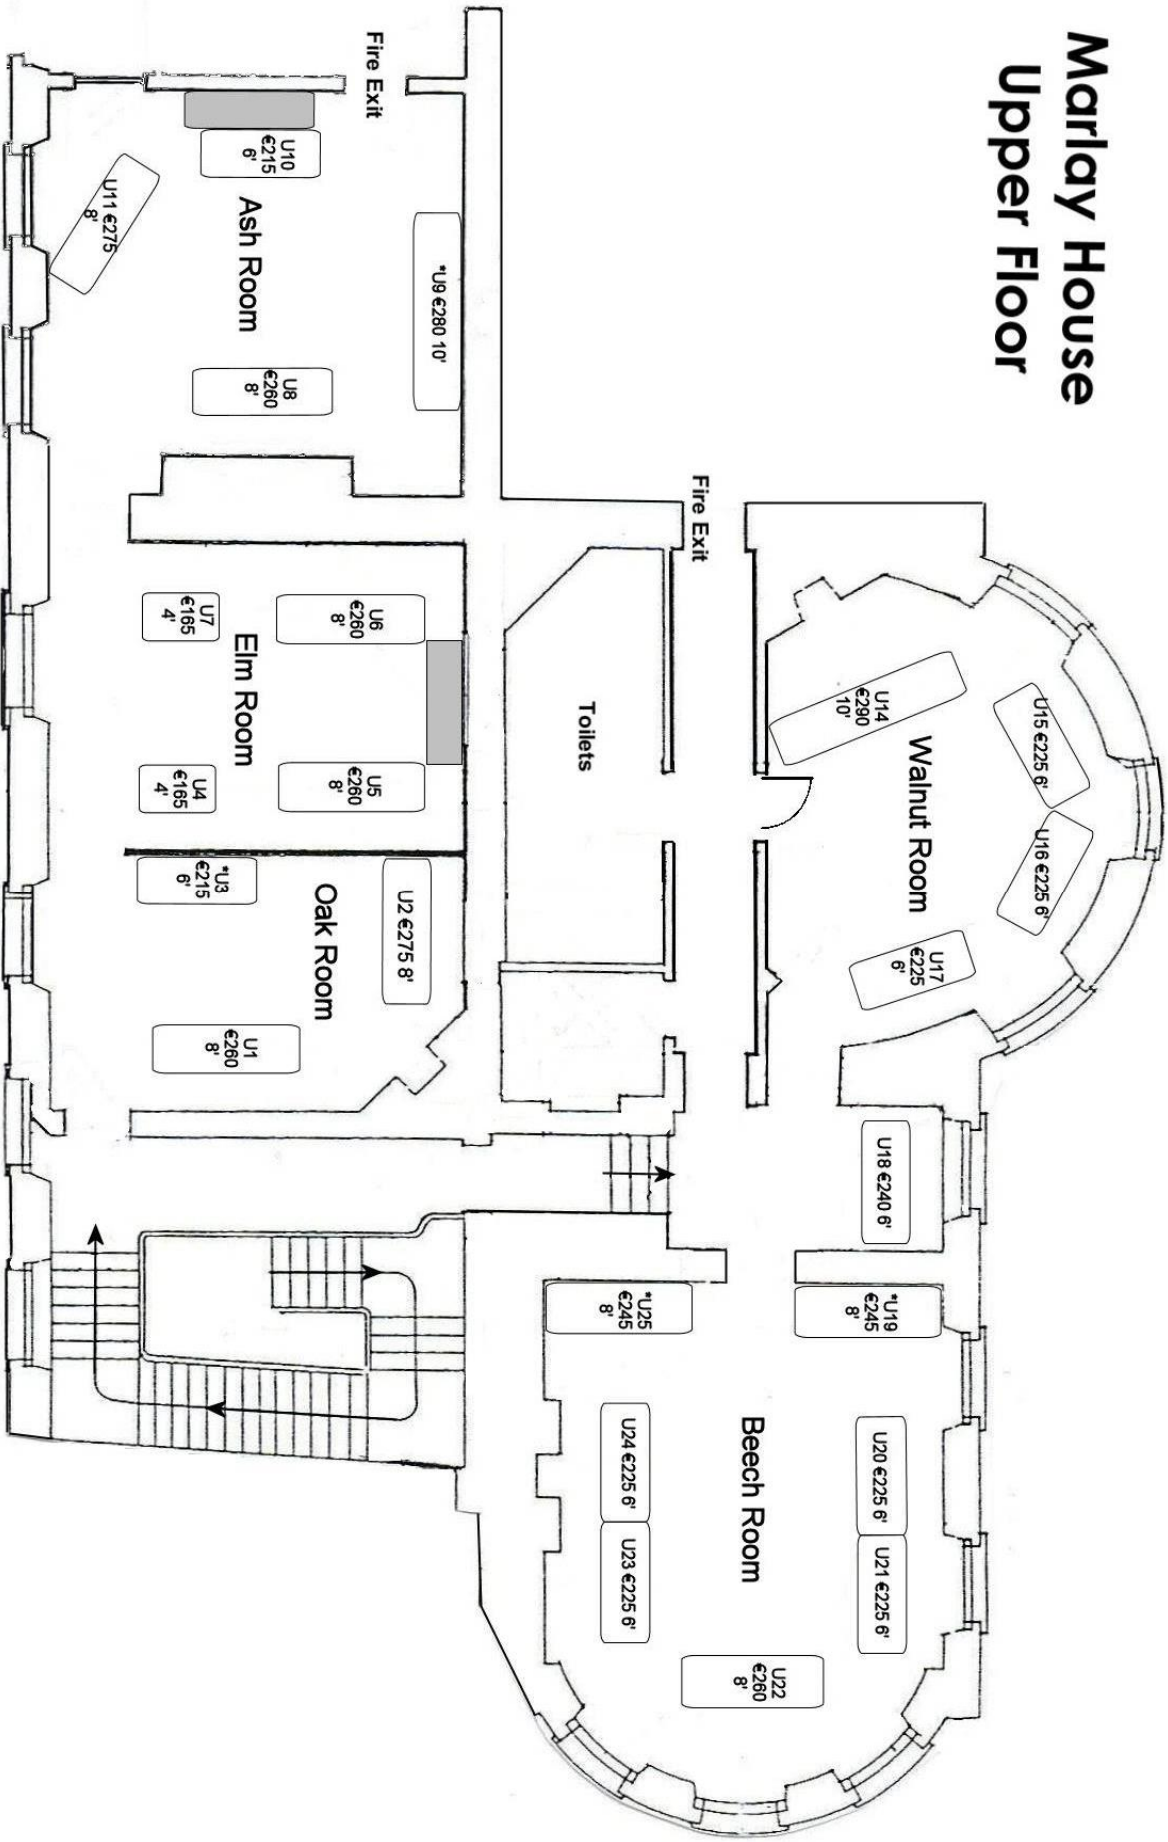 Marlay House
Upper Floor
Fire Exit
U10
€215
6'
U11 €275
8'
Ash Room
*U9 €280 10'
U8
€260
8'
Fire Exit
U7
€165
4'
U6
€260
8'
Elm Room
U4
€165
4'
U5
€260
8'
Toilets
U14
€290
10'
U15 €225 6'
Walnut Room
U16 €225 6'
U17
€225
6'
*U3
€215
6'
U2 €275 8'
Oak Room
U1
€260
8'
U18 €240 6'
*U25
€245
8'
*U19
€245
8'
U24 €225 6'
U20 €225 6'
Beech Room
U23 €225 6'
U21 €225 6'
U22
€260
8'